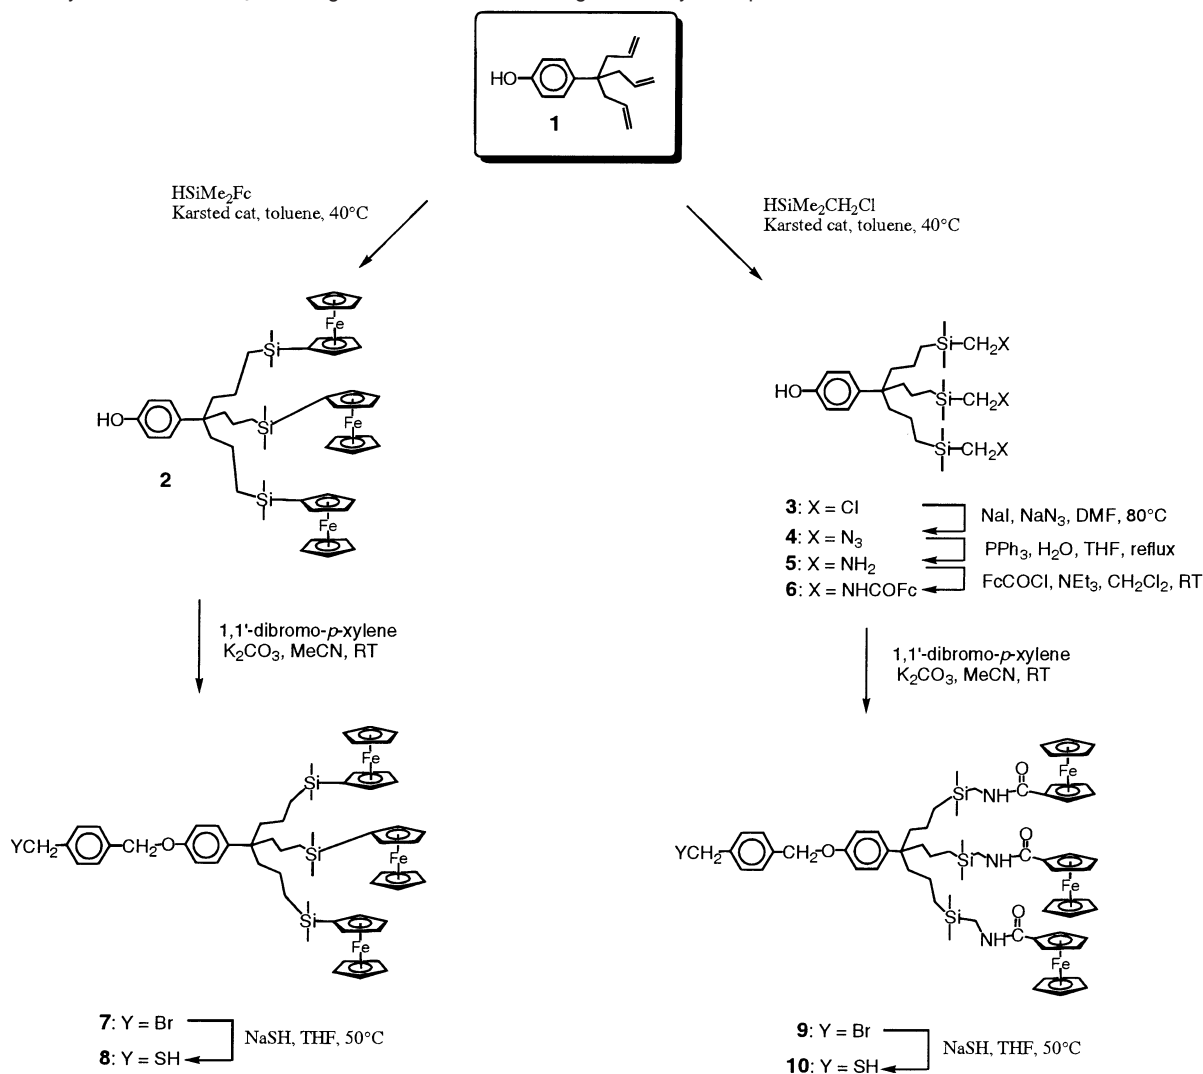 HO
1
HSiMe2Fc
Karsted cat, toluene, 40°C
HSiMe2CH2Cl
Karsted cat, toluene, 40°C
Fe
Si
HO
Si
Fe
2
Si
Fe
Si-CH2X
HO
Si-CH2X
Si-CH2X
3: X = Cl
NaI, NaN3, DMF, 80°C
4: X = N3
PPh3, H2O, THF, reflux
5: X = NH2
FcCOCl, NEt3, CH2Cl2, RT
6: X = NHCOFc
1,1'-dibromo-p-xylene
K2CO3, MeCN, RT
1,1'-dibromo-p-xylene
K2CO3, MeCN, RT
Fe
Si
YCH2
CH2-O
Si
Fe
Si
Fe
Fe
O
Si
NH
C
YCH2
CH2-O
Si
NH
C
O
Fe
Si
NH
C
O
Fe
7: Y = Br
NaSH, THF, 50°C
8: Y = SH
9: Y = Br
NaSH, THF, 50°C
10: Y = SH